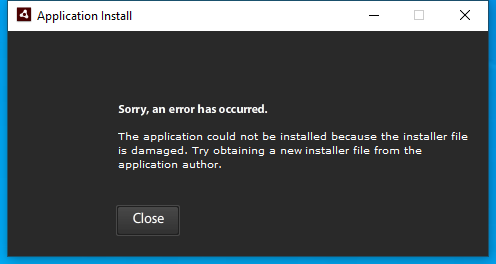 Application Install
Sorry, an error has occurred.
The application could not be installed because the installer file
is damaged. Try obtaining a new installer file from the
application author.
Close